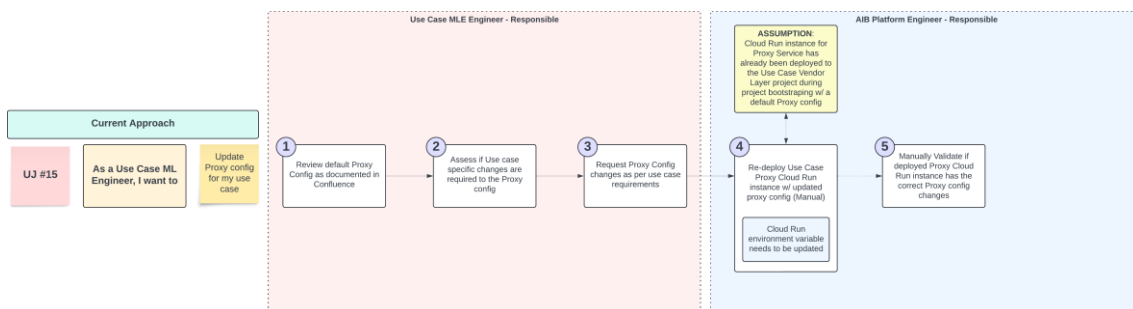 Use Case MLE Engineer - Responsible
AIB Platform Engineer - Responsible
Current Approach
UJ #15
As a Use Case ML
Engineer, I want to
Update
Proxy config
for my use
case
1
Review default Proxy
Config as documented in
Confluence
2
Assess if Use case
specific changes are
required to the Proxy
config
3
Request Proxy Config
changes as per use case
requirements
ASSUMPTION:
Cloud Run instance for
Proxy Service has
already been deployed to
the Use Case Vendor
Layer project during
project bootstraping w/ a
default Proxy config
4
Re-deploy Use Case
Proxy Cloud Run
instance w/ updated
proxy config (Manual)
Cloud Run
environment variable
needs to be updated
5
Manually Validate if
deployed Proxy Cloud
Run instance has the
correct Proxy config
changes